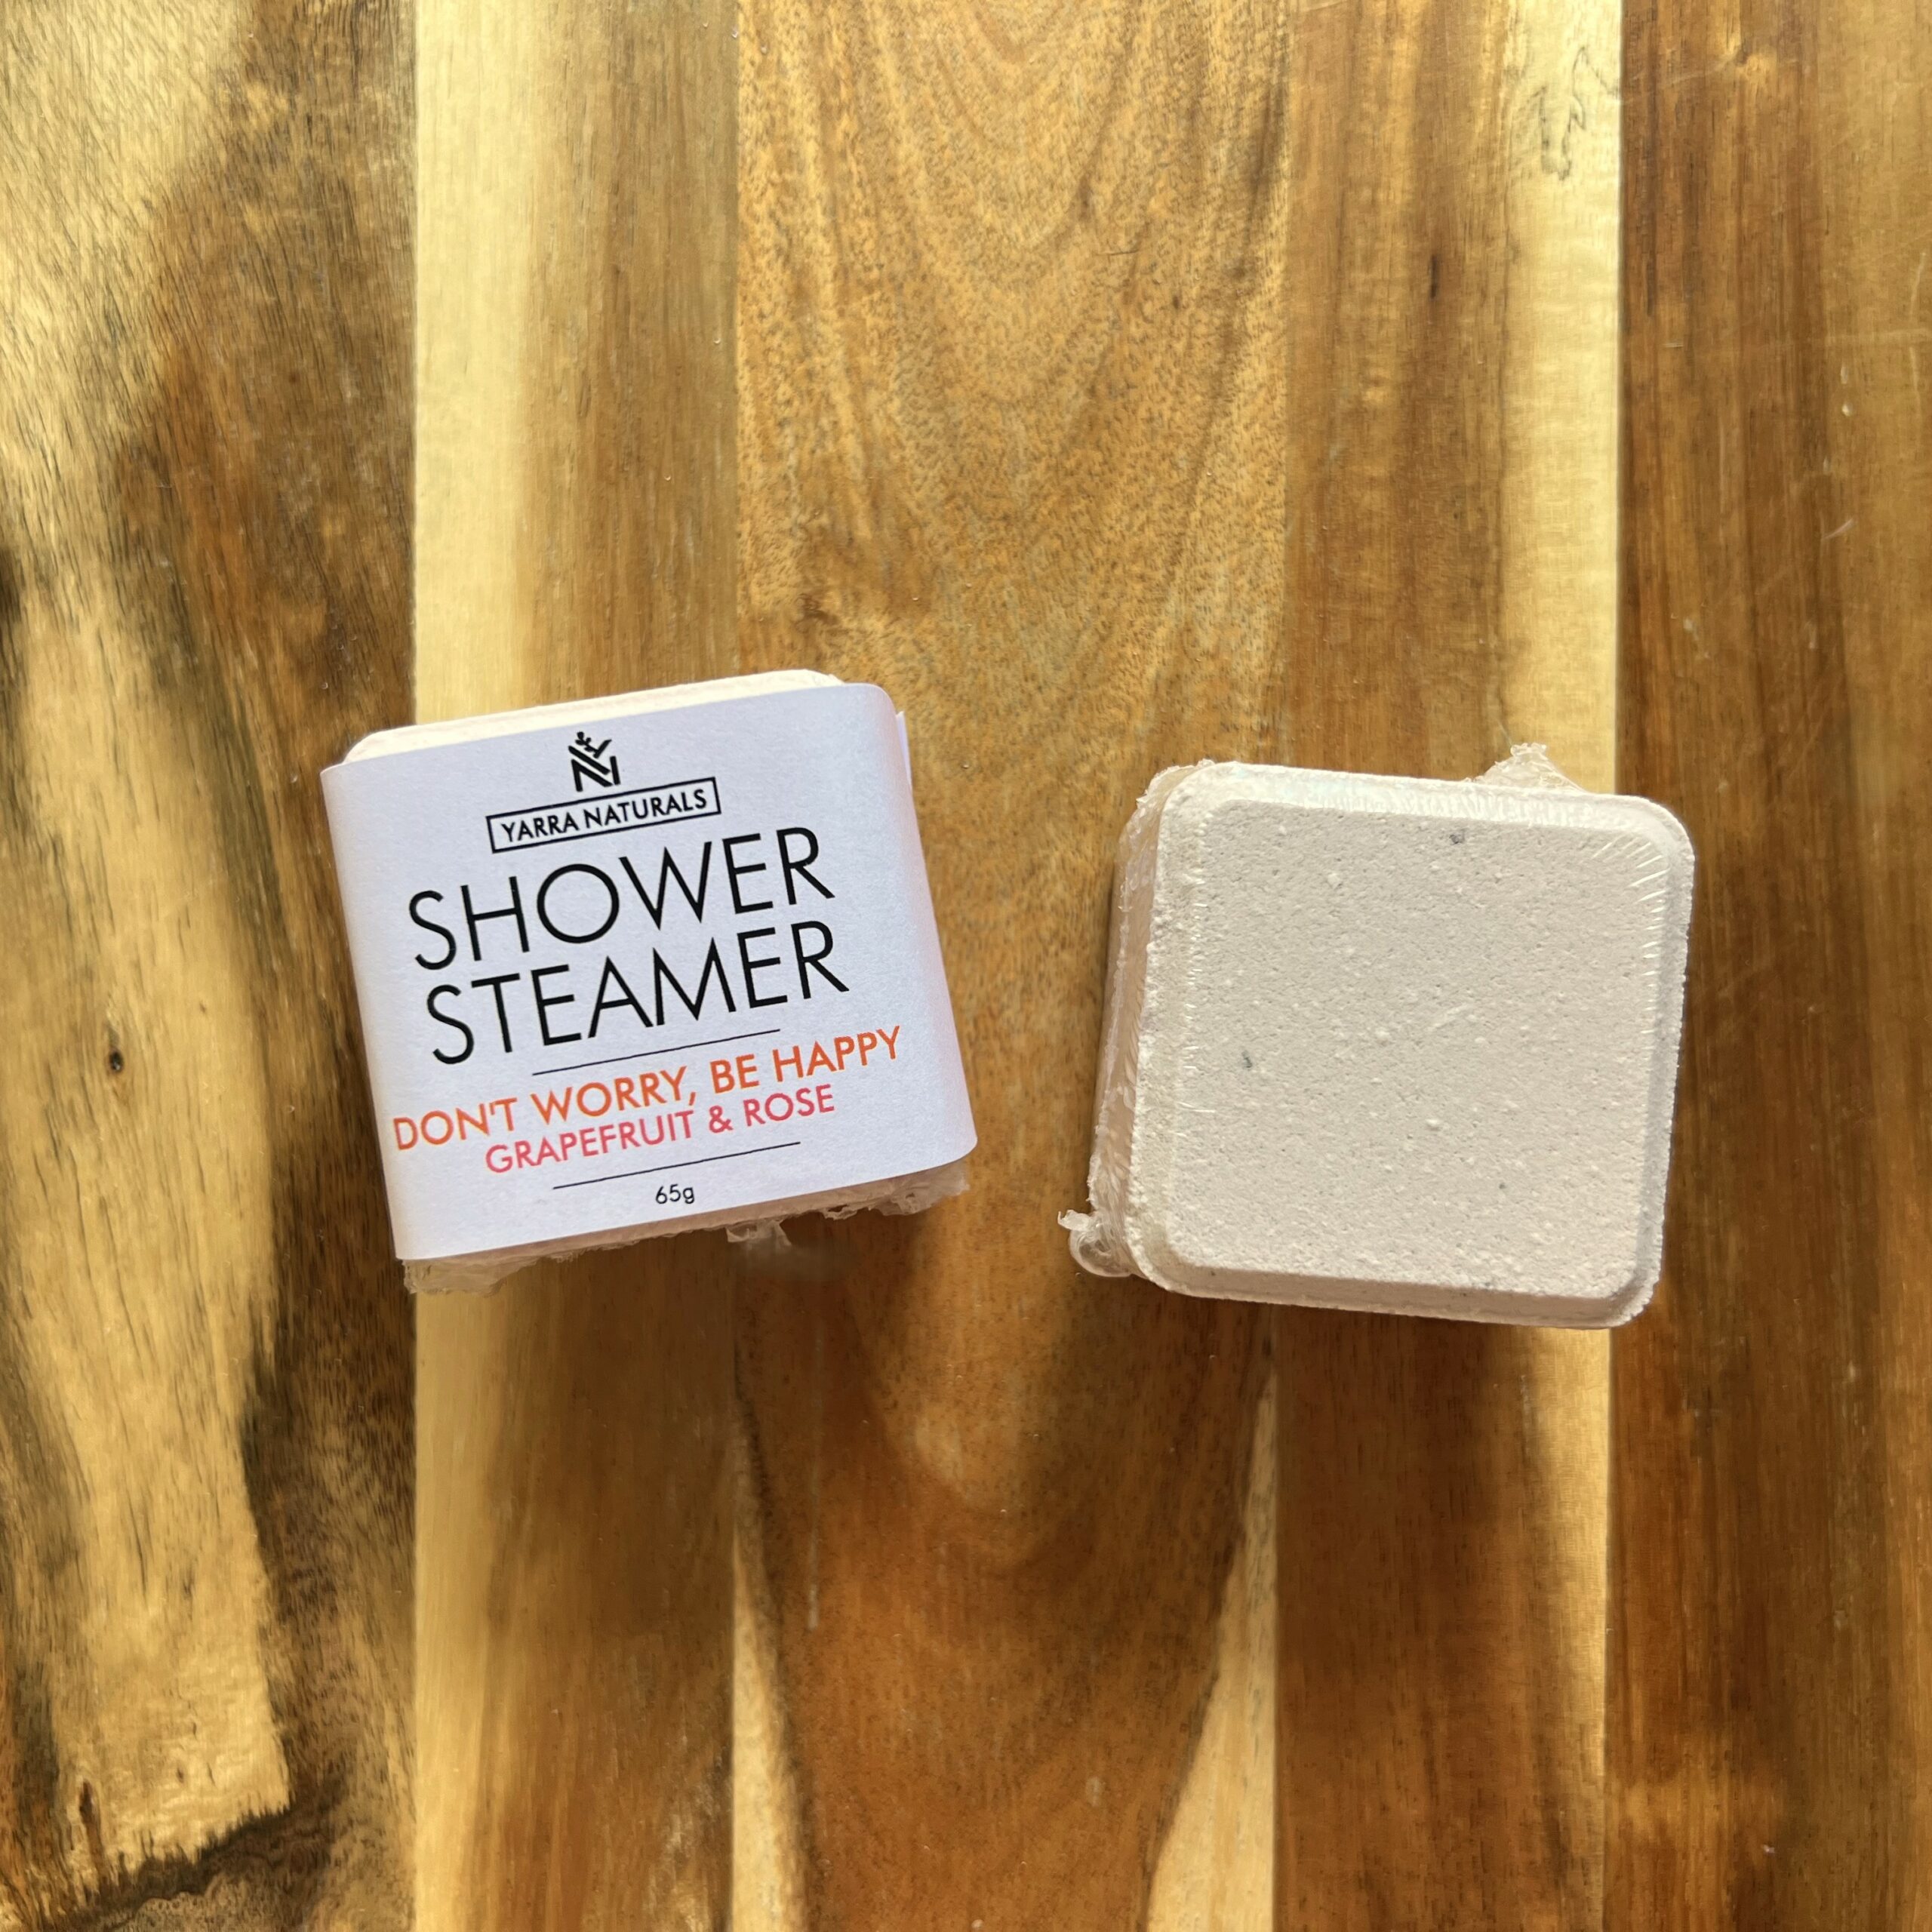 YARRA NATURALS
SHOWER
STEAMER
DON'T WORRY, BE HAPPY
GRAPEFRUIT & ROSE
65g